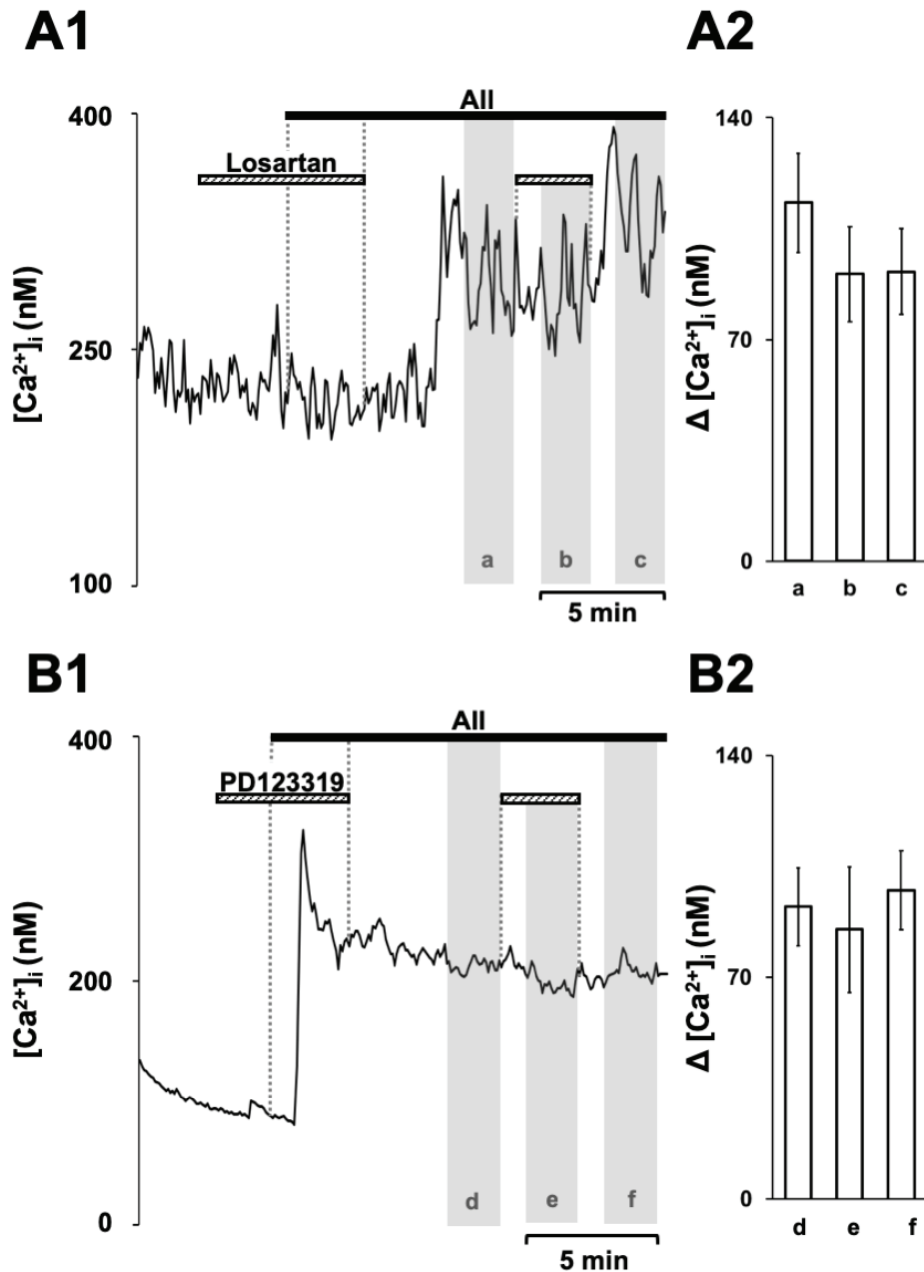 A1
A2
AII
Losartan
400
250
100
[Ca²⁺]ᵢ (nM)
a
b
c
5 min
140
70
0
Δ [Ca²⁺]ᵢ (nM)
a
b
c
B1
B2
AII
PD123319
400
200
0
[Ca²⁺]ᵢ (nM)
d
e
f
5 min
140
70
0
Δ [Ca²⁺]ᵢ (nM)
d
e
f